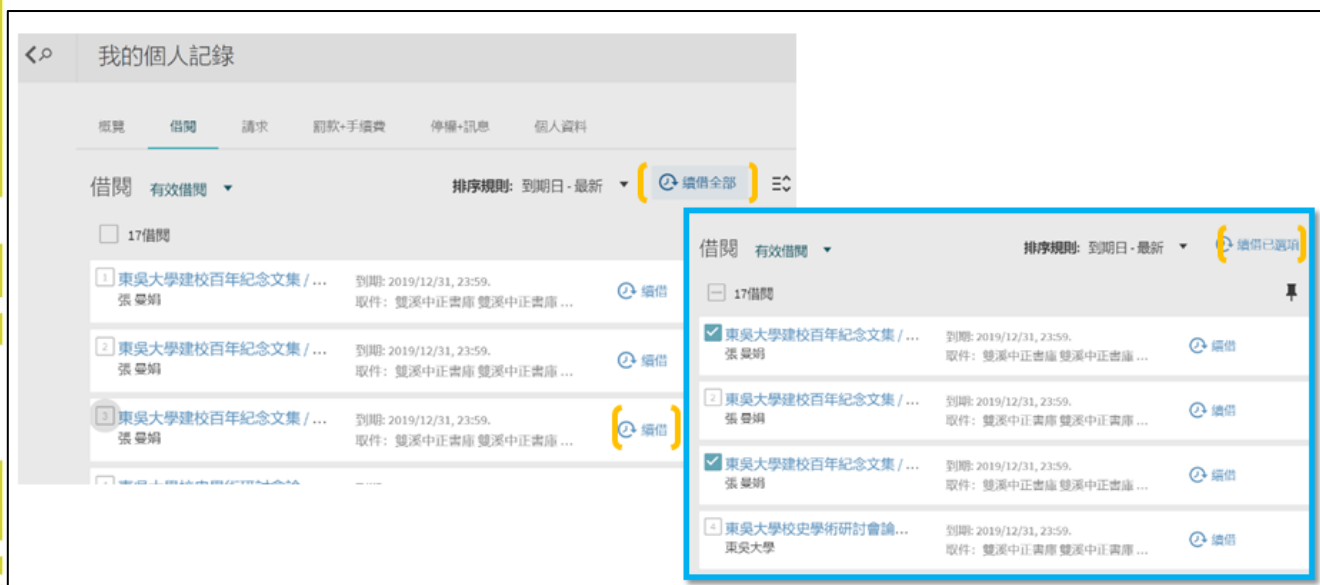 我的個人記錄
概覽 借閱 請求 罰款+手續費 停權+訊息 個人資料
借閱 有效借閱 排序規則: 到期日 - 最新 續借全部
17借閱
1 東吳大學建校百年紀念文集 / ... 到期: 2019/12/31, 23:59.
張 曼娟 取件: 雙溪中正書庫 雙溪中正書庫 ... 續借
2 東吳大學建校百年紀念文集 / ... 到期: 2019/12/31, 23:59.
張 曼娟 取件: 雙溪中正書庫 雙溪中正書庫 ... 續借
3 東吳大學建校百年紀念文集 / ... 到期: 2019/12/31, 23:59.
張 曼娟 取件: 雙溪中正書庫 雙溪中正書庫 ... 續借
借閱 有效借閱 排序規則: 到期日 - 最新 續借已選項
17借閱
東吳大學建校百年紀念文集 / ... 到期: 2019/12/31, 23:59.
張 曼娟 取件: 雙溪中正書庫 雙溪中正書庫 ... 續借
2 東吳大學建校百年紀念文集 / ... 到期: 2019/12/31, 23:59.
張 曼娟 取件: 雙溪中正書庫 雙溪中正書庫 ... 續借
東吳大學建校百年紀念文集 / ... 到期: 2019/12/31, 23:59.
張 曼娟 取件: 雙溪中正書庫 雙溪中正書庫 ... 續借
4 東吳大學校史學術研討會論... 到期: 2019/12/31, 23:59.
東吳大學 取件: 雙溪中正書庫 雙溪中正書庫 ... 續借